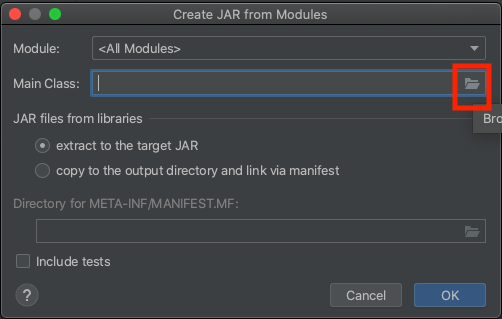 Create JAR from Modules
Module: <All Modules>
Main Class:
Bro
JAR files from libraries
extract to the target JAR
copy to the output directory and link via manifest
Directory for META-INF/MANIFEST.MF:
Include tests
? Cancel OK